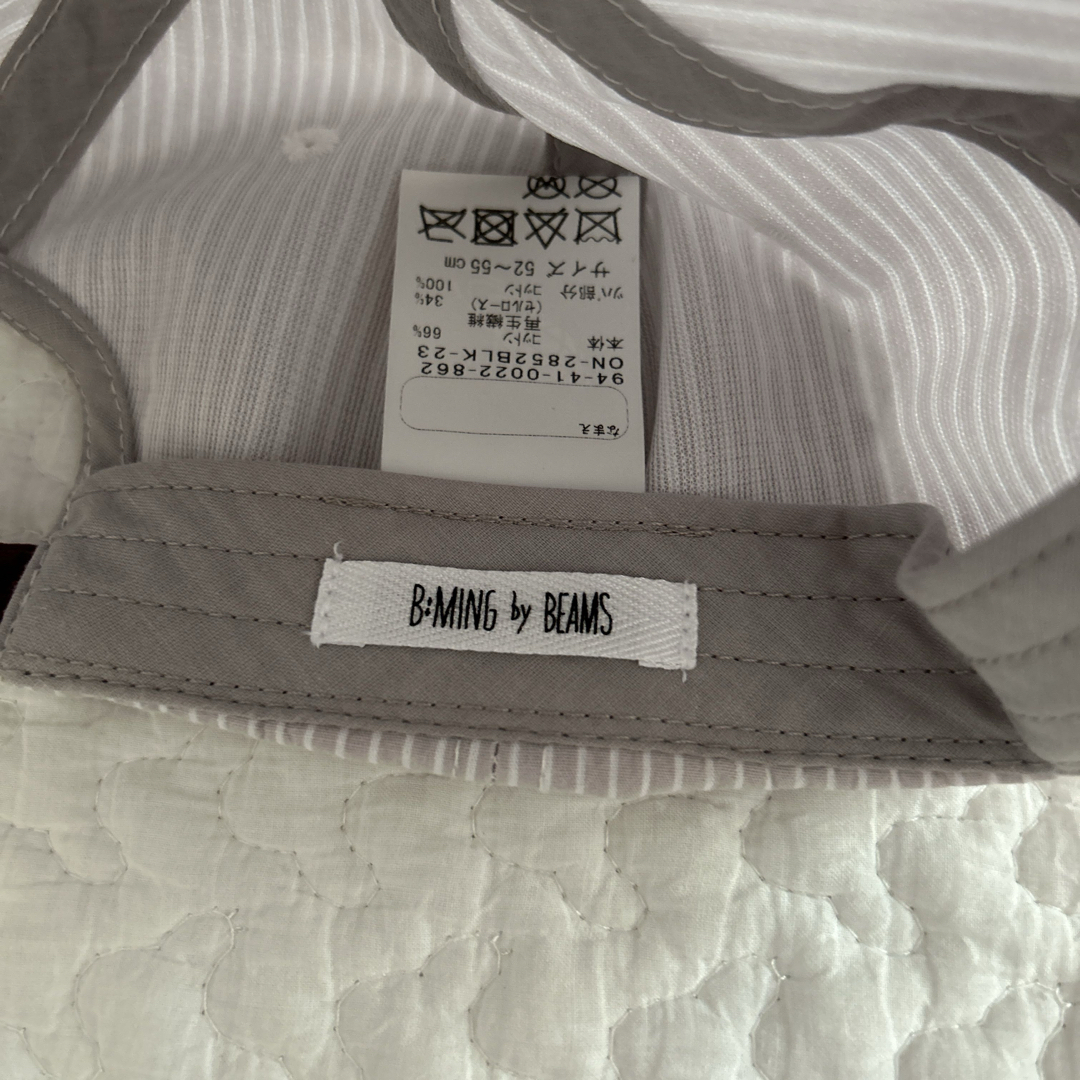 B:MING by BEAMS
なまえ
94-41-0022-862
ON-2852BLK-23
本体 コットン 66%
再生繊維
(セルロース) 34%
ツバ部分 コットン 100%
サイズ 52～55cm